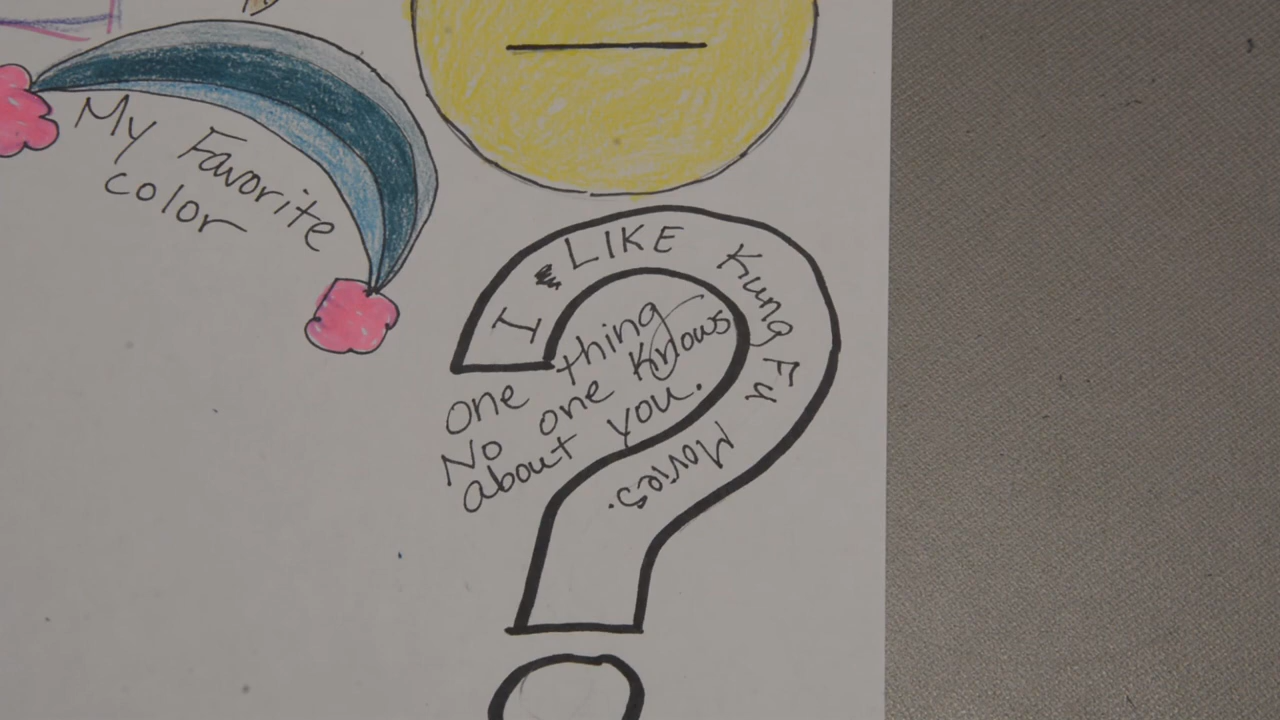 My Favorite
color
I LIKE Kung Fu Movies.
one thing
No one Knows
about you.